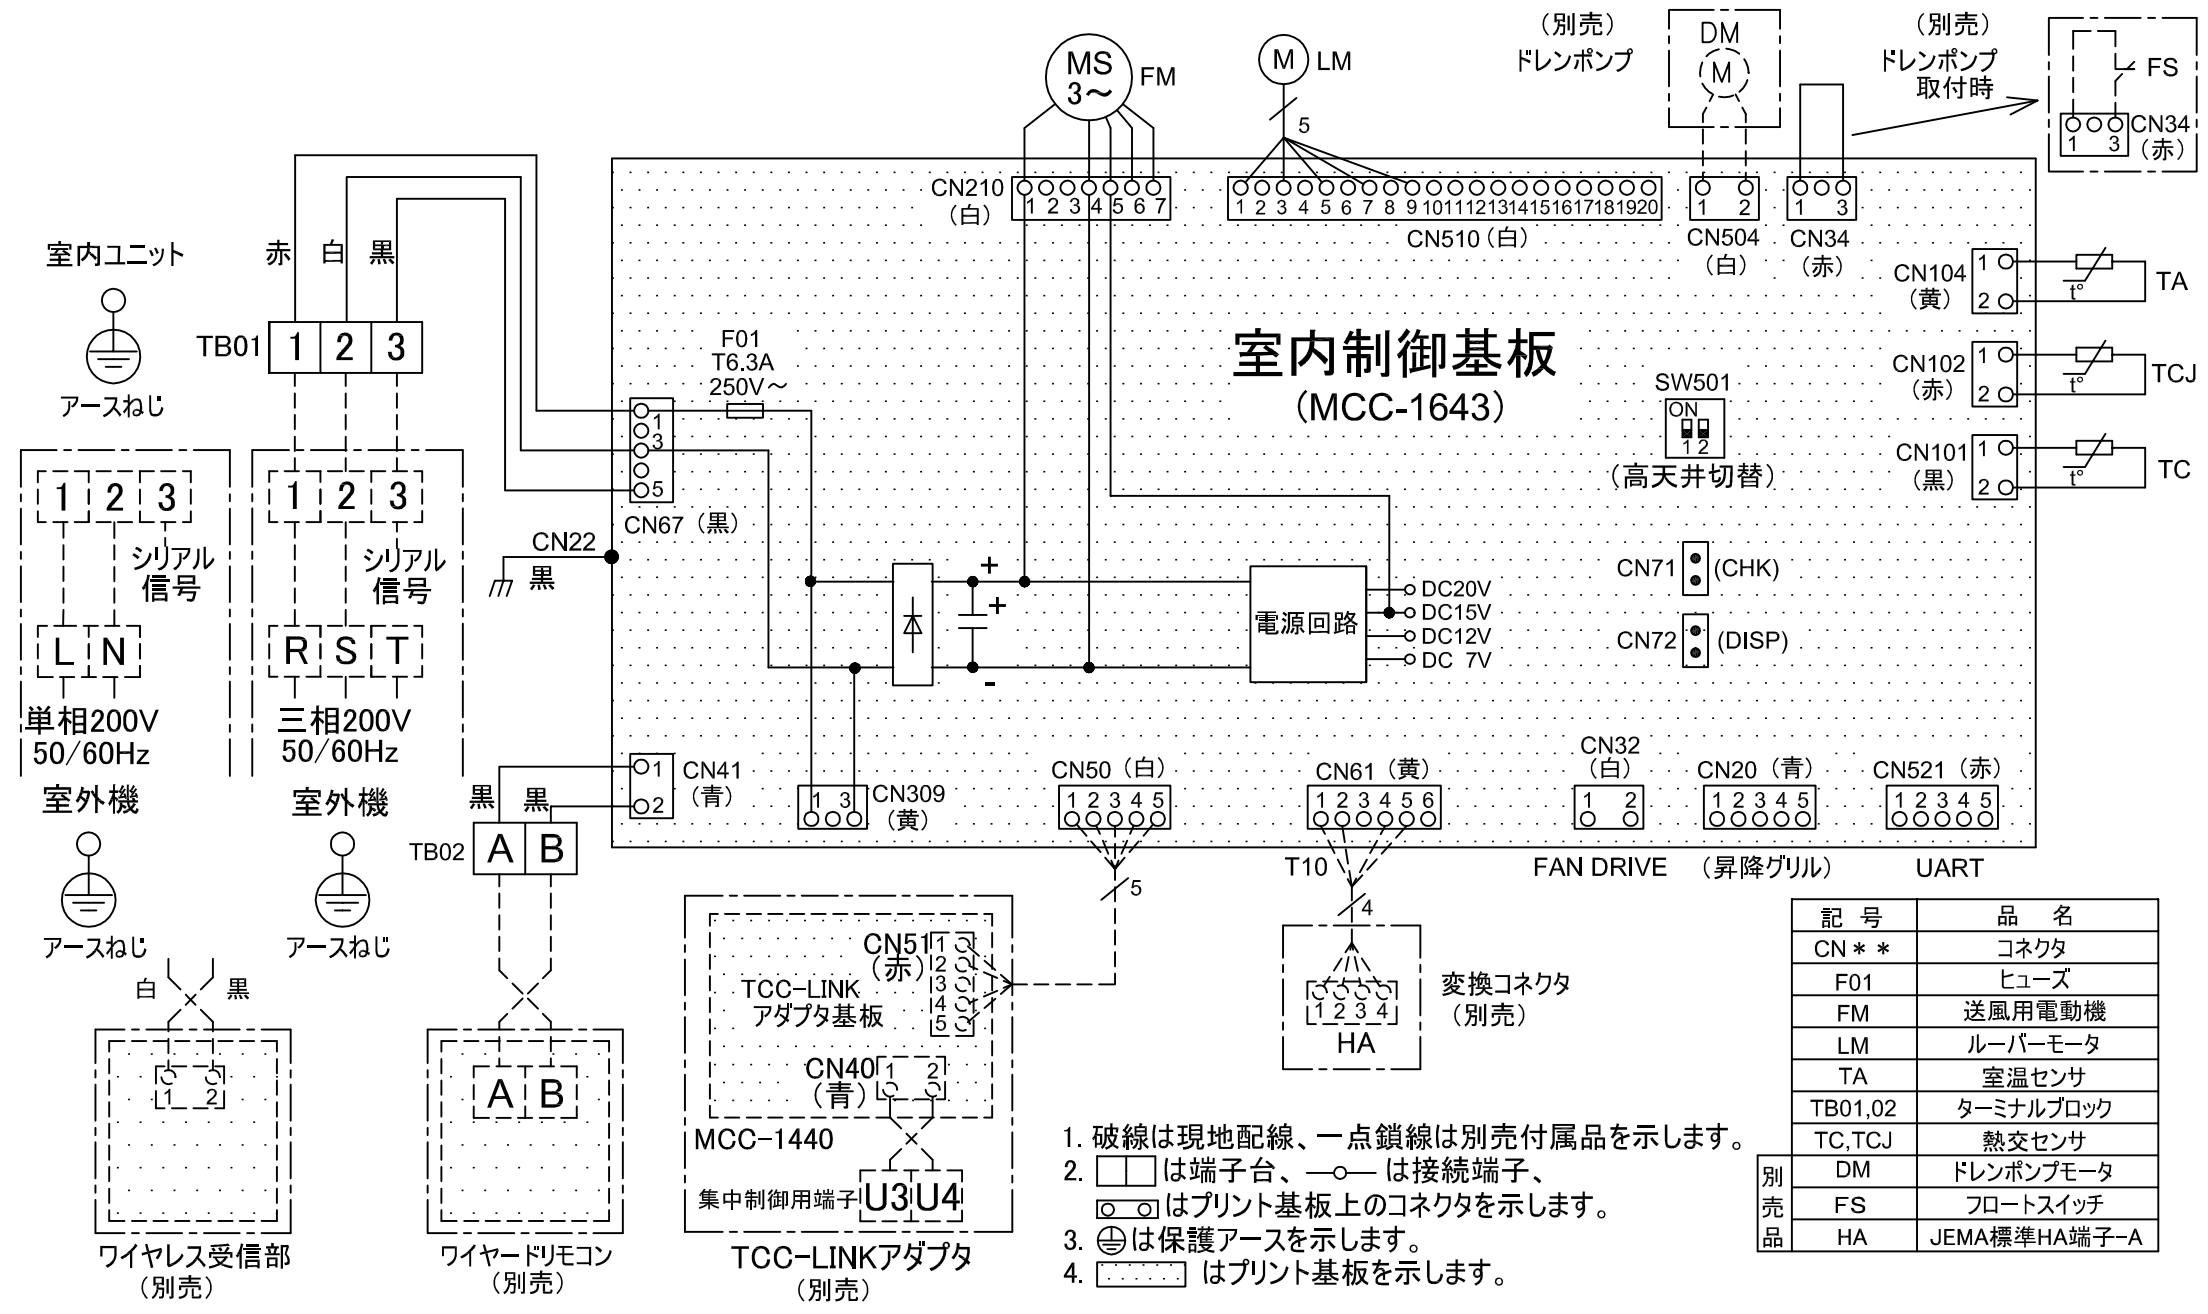 (別売)
ドレンポンプ
DM
M
(別売)
ドレンポンプ
取付時
FS
CN34
(赤)
1 3
MS
3～
FM
M
LM
5
CN210
(白)
1 2 3 4 5 6 7
1 2 3 4 5 6 7 8 9 10 11 12 13 14 15 16 17 18 19 20
CN510 (白)
1 2
CN504
(白)
1 3
CN34
(赤)
室内ユニット
アースねじ
赤 白 黒
TB01
1 2 3
F01
T6.3A
250V～
1
3
5
CN67 (黒)
CN22
黒
室内制御基板
(MCC-1643)
SW501
ON
1 2
(高天井切替)
CN104
(黄)
1
2
t°
TA
CN102
(赤)
1
2
t°
TCJ
CN101
(黒)
1
2
t°
TC
1 2 3
シリアル
信号
L N
単相200V
50/60Hz
室外機
アースねじ
1 2 3
シリアル
信号
R S T
三相200V
50/60Hz
室外機
アースねじ
+
+
-
電源回路
DC20V
DC15V
DC12V
DC 7V
CN71
(CHK)
CN72
(DISP)
1
2
CN41
(青)
黒 黒
TB02
A B
1 3
CN309
(黄)
CN50 (白)
1 2 3 4 5
5
CN61 (黄)
1 2 3 4 5 6
T10
4
CN32
(白)
1 2
FAN DRIVE
CN20 (青)
1 2 3 4 5
(昇降グリル)
CN521 (赤)
1 2 3 4 5
UART
白 黒
1 2
ワイヤレス受信部
(別売)
A B
ワイヤードリモコン
(別売)
CN51
(赤)
1
2
3
4
5
TCC-LINK
アダプタ基板
CN40
(青)
1 2
MCC-1440
集中制御用端子
U3 U4
TCC-LINKアダプタ
(別売)
1 2 3 4
HA
変換コネクタ
(別売)
1. 破線は現地配線、一点鎖線は別売付属品を示します。
2. は端子台、 は接続端子、
はプリント基板上のコネクタを示します。
3. は保護アースを示します。
4. はプリント基板を示します。
記 号 品 名
CN＊＊ コネクタ
F01 ヒューズ
FM 送風用電動機
LM ルーバーモータ
TA 室温センサ
TB01,02 ターミナルブロック
TC,TCJ 熱交センサ
別売品
DM ドレンポンプモータ
FS フロートスイッチ
HA JEMA標準HA端子-A